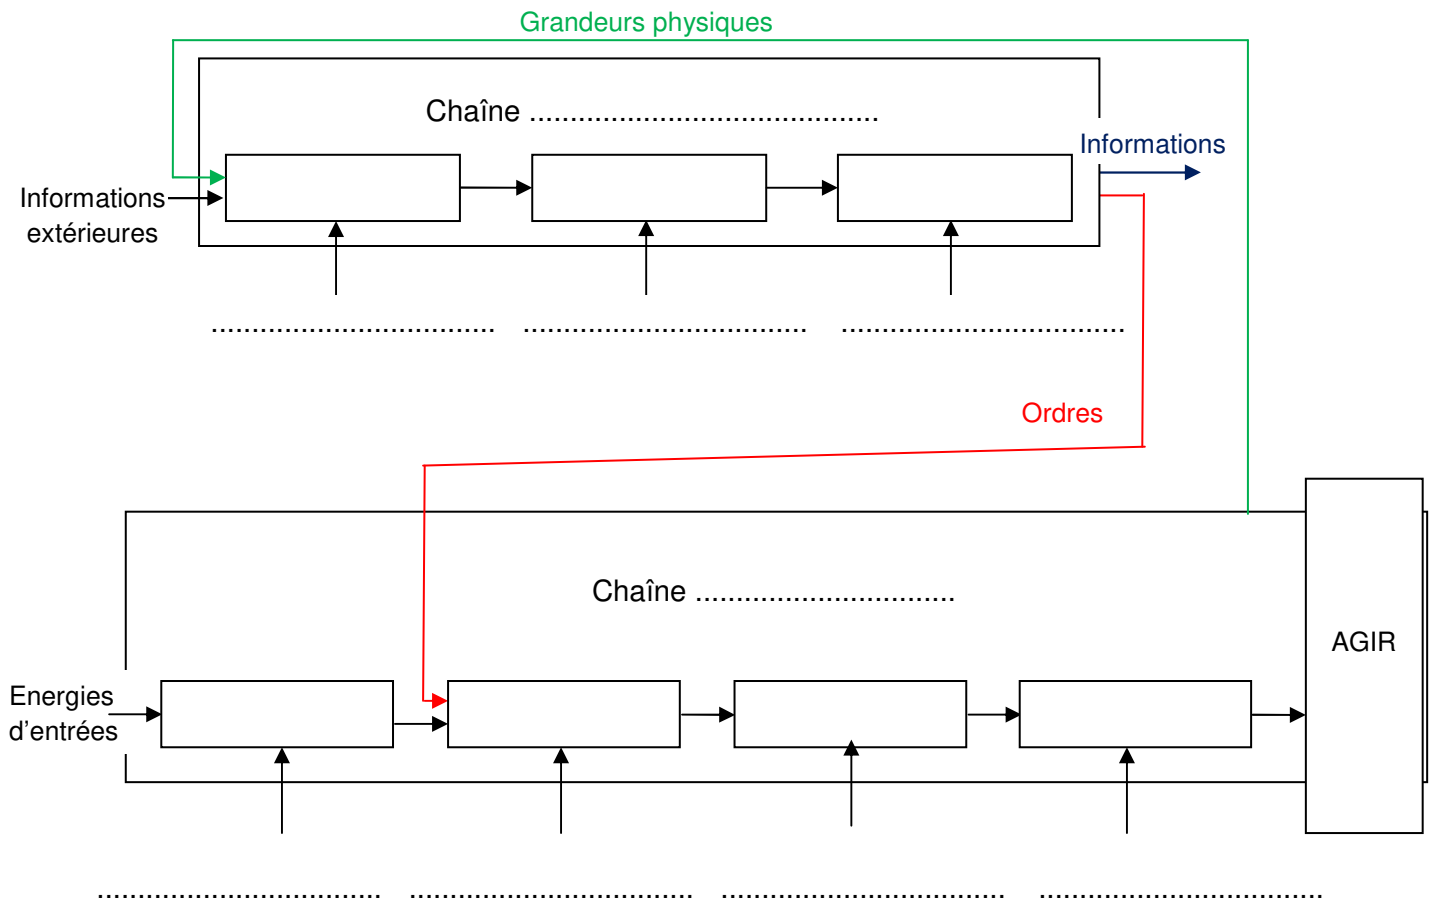 Grandeurs physiques
Chaîne ...........................................
Informations
Informations
extérieures
.................................. .................................. ..................................
Ordres
Chaîne ................................
AGIR
Energies
d'entrées
.................................. .................................. .................................. ..................................